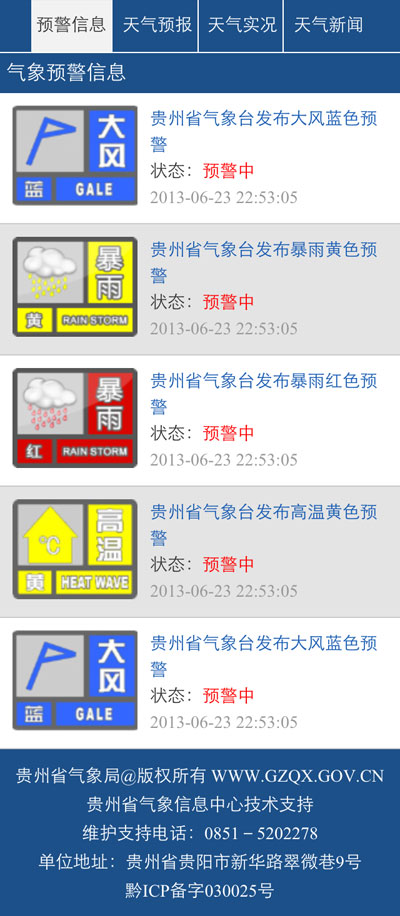 预警信息 天气预报 天气实况 天气新闻
气象预警信息
大风
蓝 GALE
贵州省气象台发布大风蓝色预
警
状态：预警中
2013-06-23 22:53:05
暴雨
黄 RAIN STORM
贵州省气象台发布暴雨黄色预
警
状态：预警中
2013-06-23 22:53:05
暴雨
红 RAIN STORM
贵州省气象台发布暴雨红色预
警
状态：预警中
2013-06-23 22:53:05
高温
℃
黄 HEAT WAVE
贵州省气象台发布高温黄色预
警
状态：预警中
2013-06-23 22:53:05
大风
蓝 GALE
贵州省气象台发布大风蓝色预
警
状态：预警中
2013-06-23 22:53:05
贵州省气象局@版权所有 WWW.GZQX.GOV.CN
贵州省气象信息中心技术支持
维护支持电话：0851－5202278
单位地址：贵州省贵阳市新华路翠微巷9号
黔ICP备字030025号